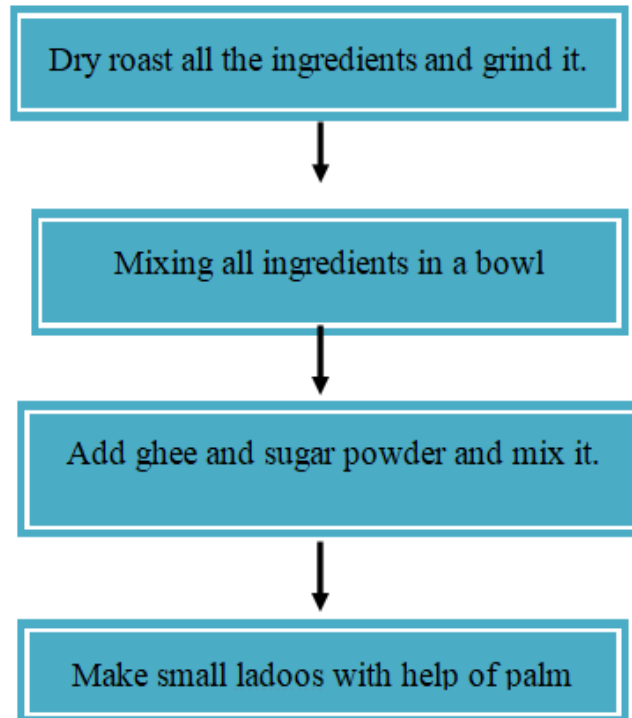 Dry roast all the ingredients and grind it.
Mixing all ingredients in a bowl
Add ghee and sugar powder and mix it.
Make small ladoos with help of palm